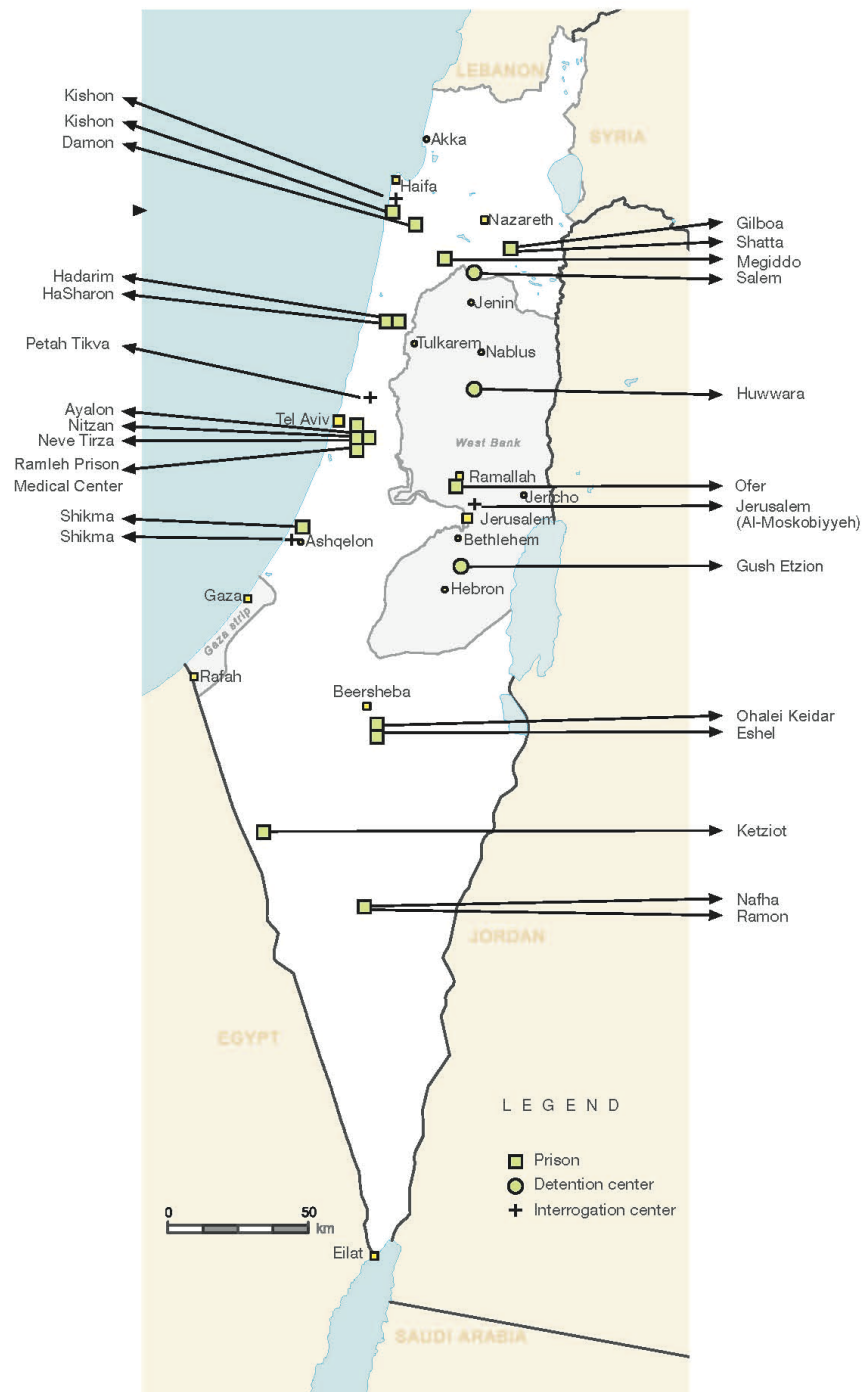 LEBANON
SYRIA
Kishon
Kishon
Damon
Akka
Haifa
Nazareth
Gilboa
Shatta
Megiddo
Salem
Hadarim
HaSharon
Jenin
Tulkarem
Nablus
Petah Tikva
Huwwara
Ayalon
Nitzan
Neve Tirza
Ramleh Prison
Medical Center
Tel Aviv
West Bank
Ramallah
Jericho
Ofer
Jerusalem
(Al-Moskobiyyeh)
Jerusalem
Bethlehem
Shikma
Shikma
Ashqelon
Gush Etzion
Hebron
Gaza
Gaza strip
Rafah
Beersheba
Ohalei Keidar
Eshel
Ketziot
Nafha
Ramon
JORDAN
EGYPT
LEGEND
Prison
Detention center
Interrogation center
0 50
km
Eilat
SAUDI ARABIA